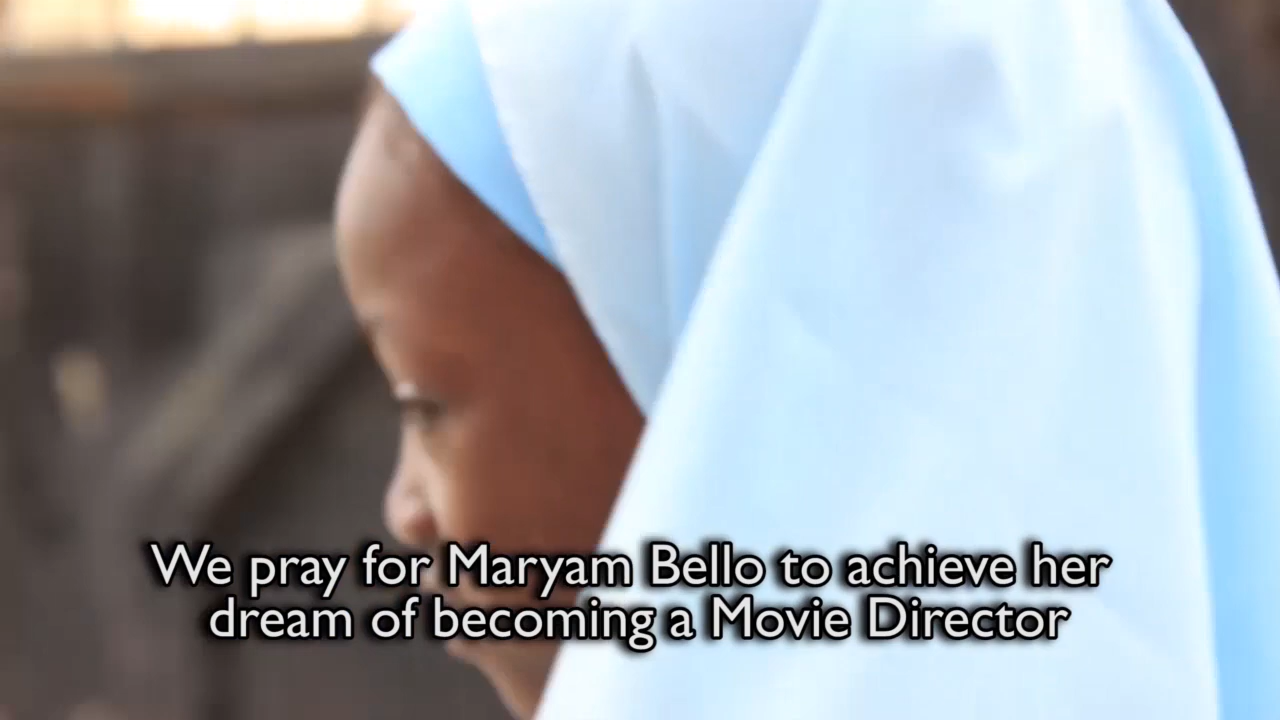 We pray for Maryam Bello to achieve her
dream of becoming a Movie Director